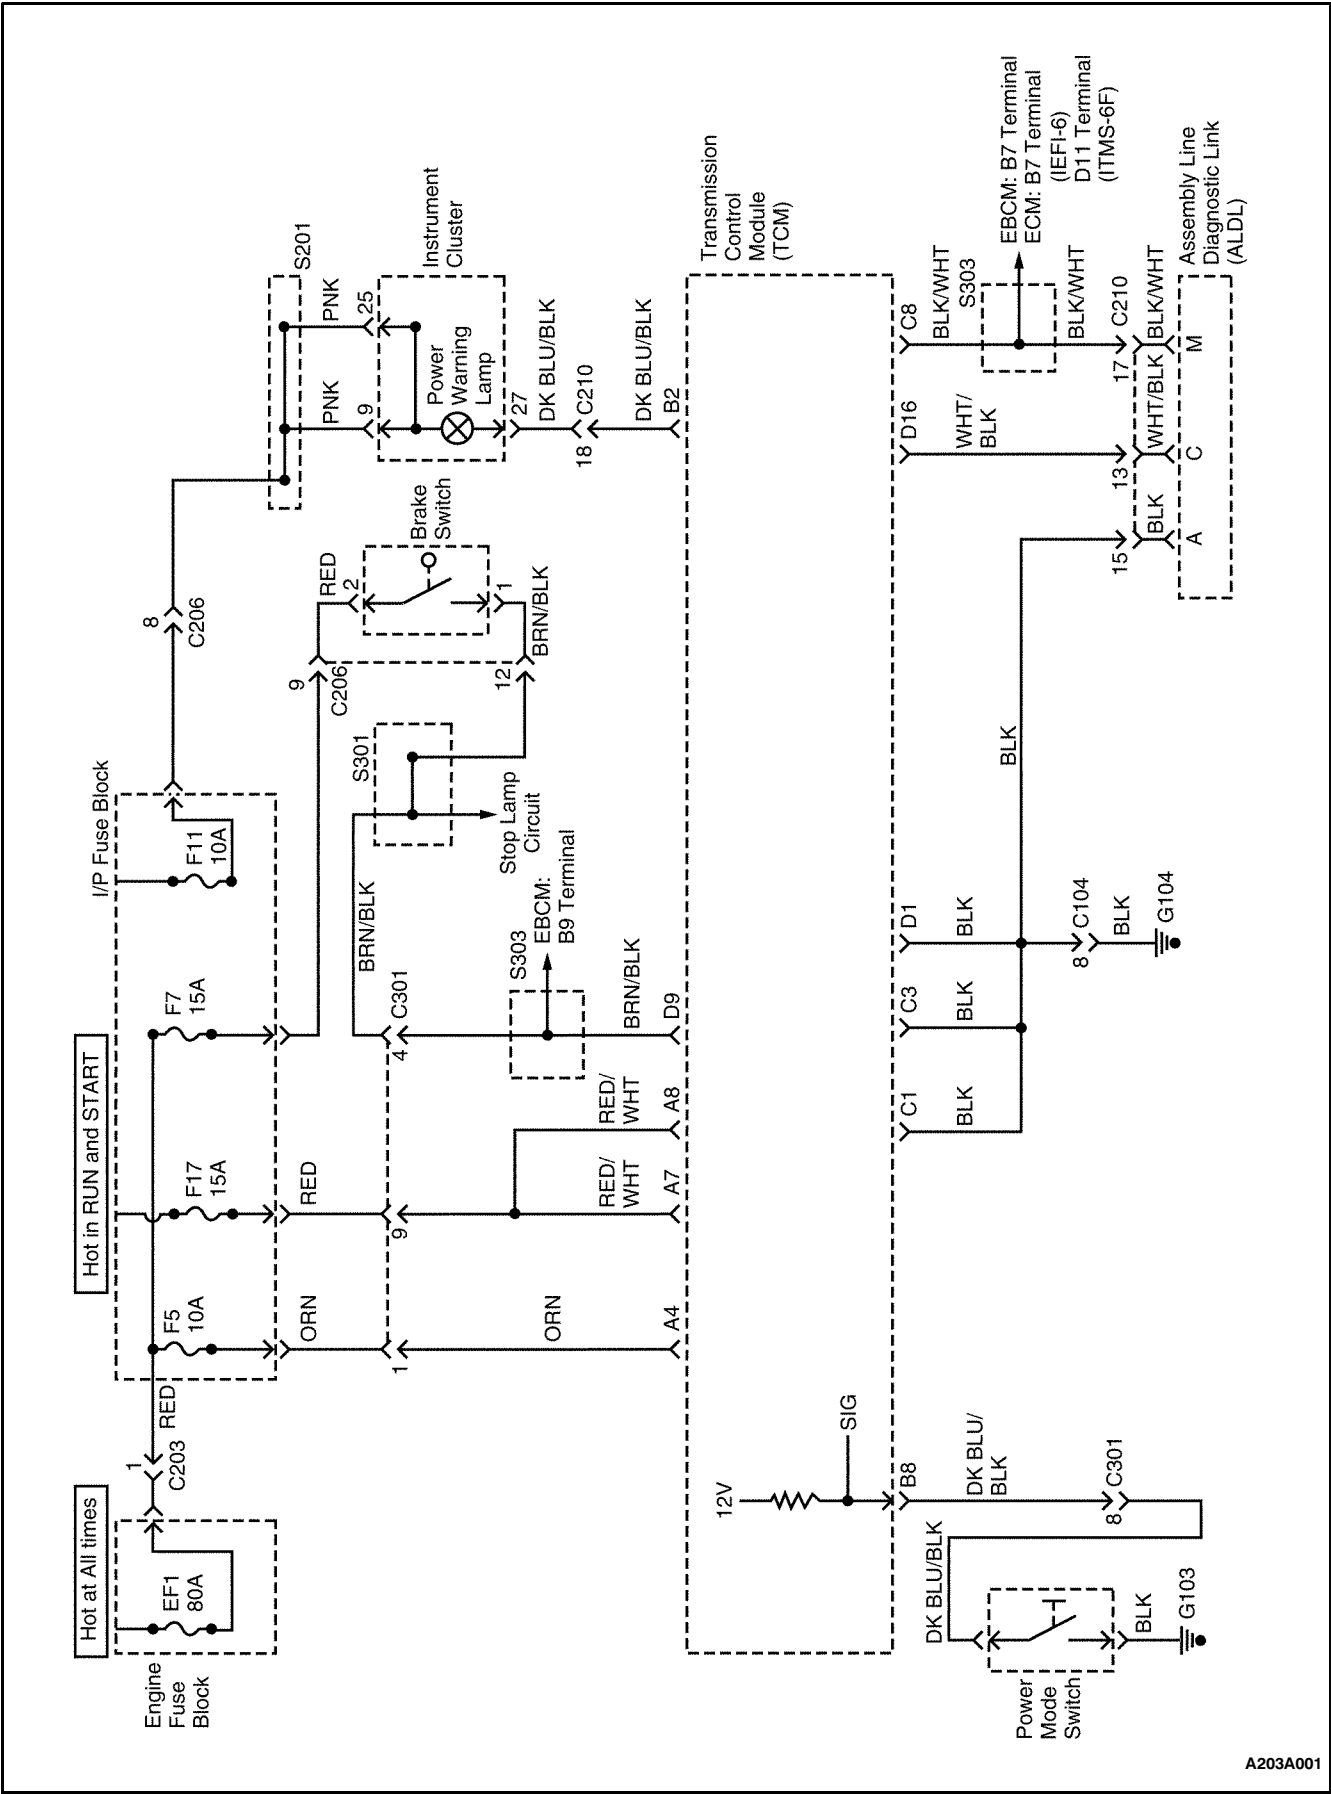 Hot at All times
Engine
Fuse
Block
EF1
80A
1
C203
RED
Hot in RUN and START
I/P Fuse Block
F5
10A
F17
15A
F7
15A
F11
10A
8
C206
S201
PNK
PNK
9
25
Instrument
Cluster
Power
Warning
Lamp
27
DK BLU/BLK
18
C210
DK BLU/BLK
B2
ORN
RED
1
9
4
C301
ORN
A4
RED/
WHT
A7
RED/
WHT
A8
BRN/BLK
D9
S303
EBCM:
B9 Terminal
BRN/BLK
S301
Stop Lamp
Circuit
9
C206
12
RED
2
1
BRN/BLK
Brake
Switch
Transmission
Control
Module
(TCM)
12V
SIG
B8
DK BLU/
BLK
8
C301
DK BLU/BLK
Power
Mode
Switch
BLK
G103
C1
BLK
C3
BLK
D1
BLK
8
C104
BLK
G104
BLK
D16
WHT/
BLK
C8
BLK/WHT
S303
EBCM: B7 Terminal
ECM: B7 Terminal
(IEFI-6)
D11 Terminal
(ITMS-6F)
BLK/WHT
15
13
17
C210
BLK
WHT/BLK
BLK/WHT
A
C
M
Assembly Line
Diagnostic Link
(ALDL)
A203A001